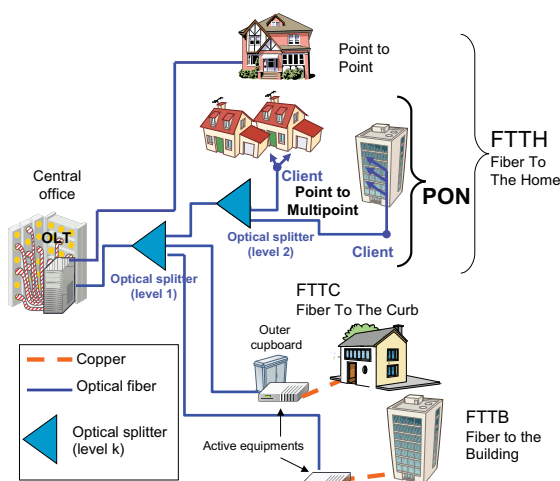 Point to
Point
FTTH
Fiber To
The Home
Client
Point to
Multipoint
PON
Central
office
OLT
Optical splitter
(level 2)
Client
Optical splitter
(level 1)
FTTC
Fiber To The Curb
Outer
cupboard
Copper
Optical fiber
Optical splitter
(level k)
Active equipments
FTTB
Fiber to the
Building